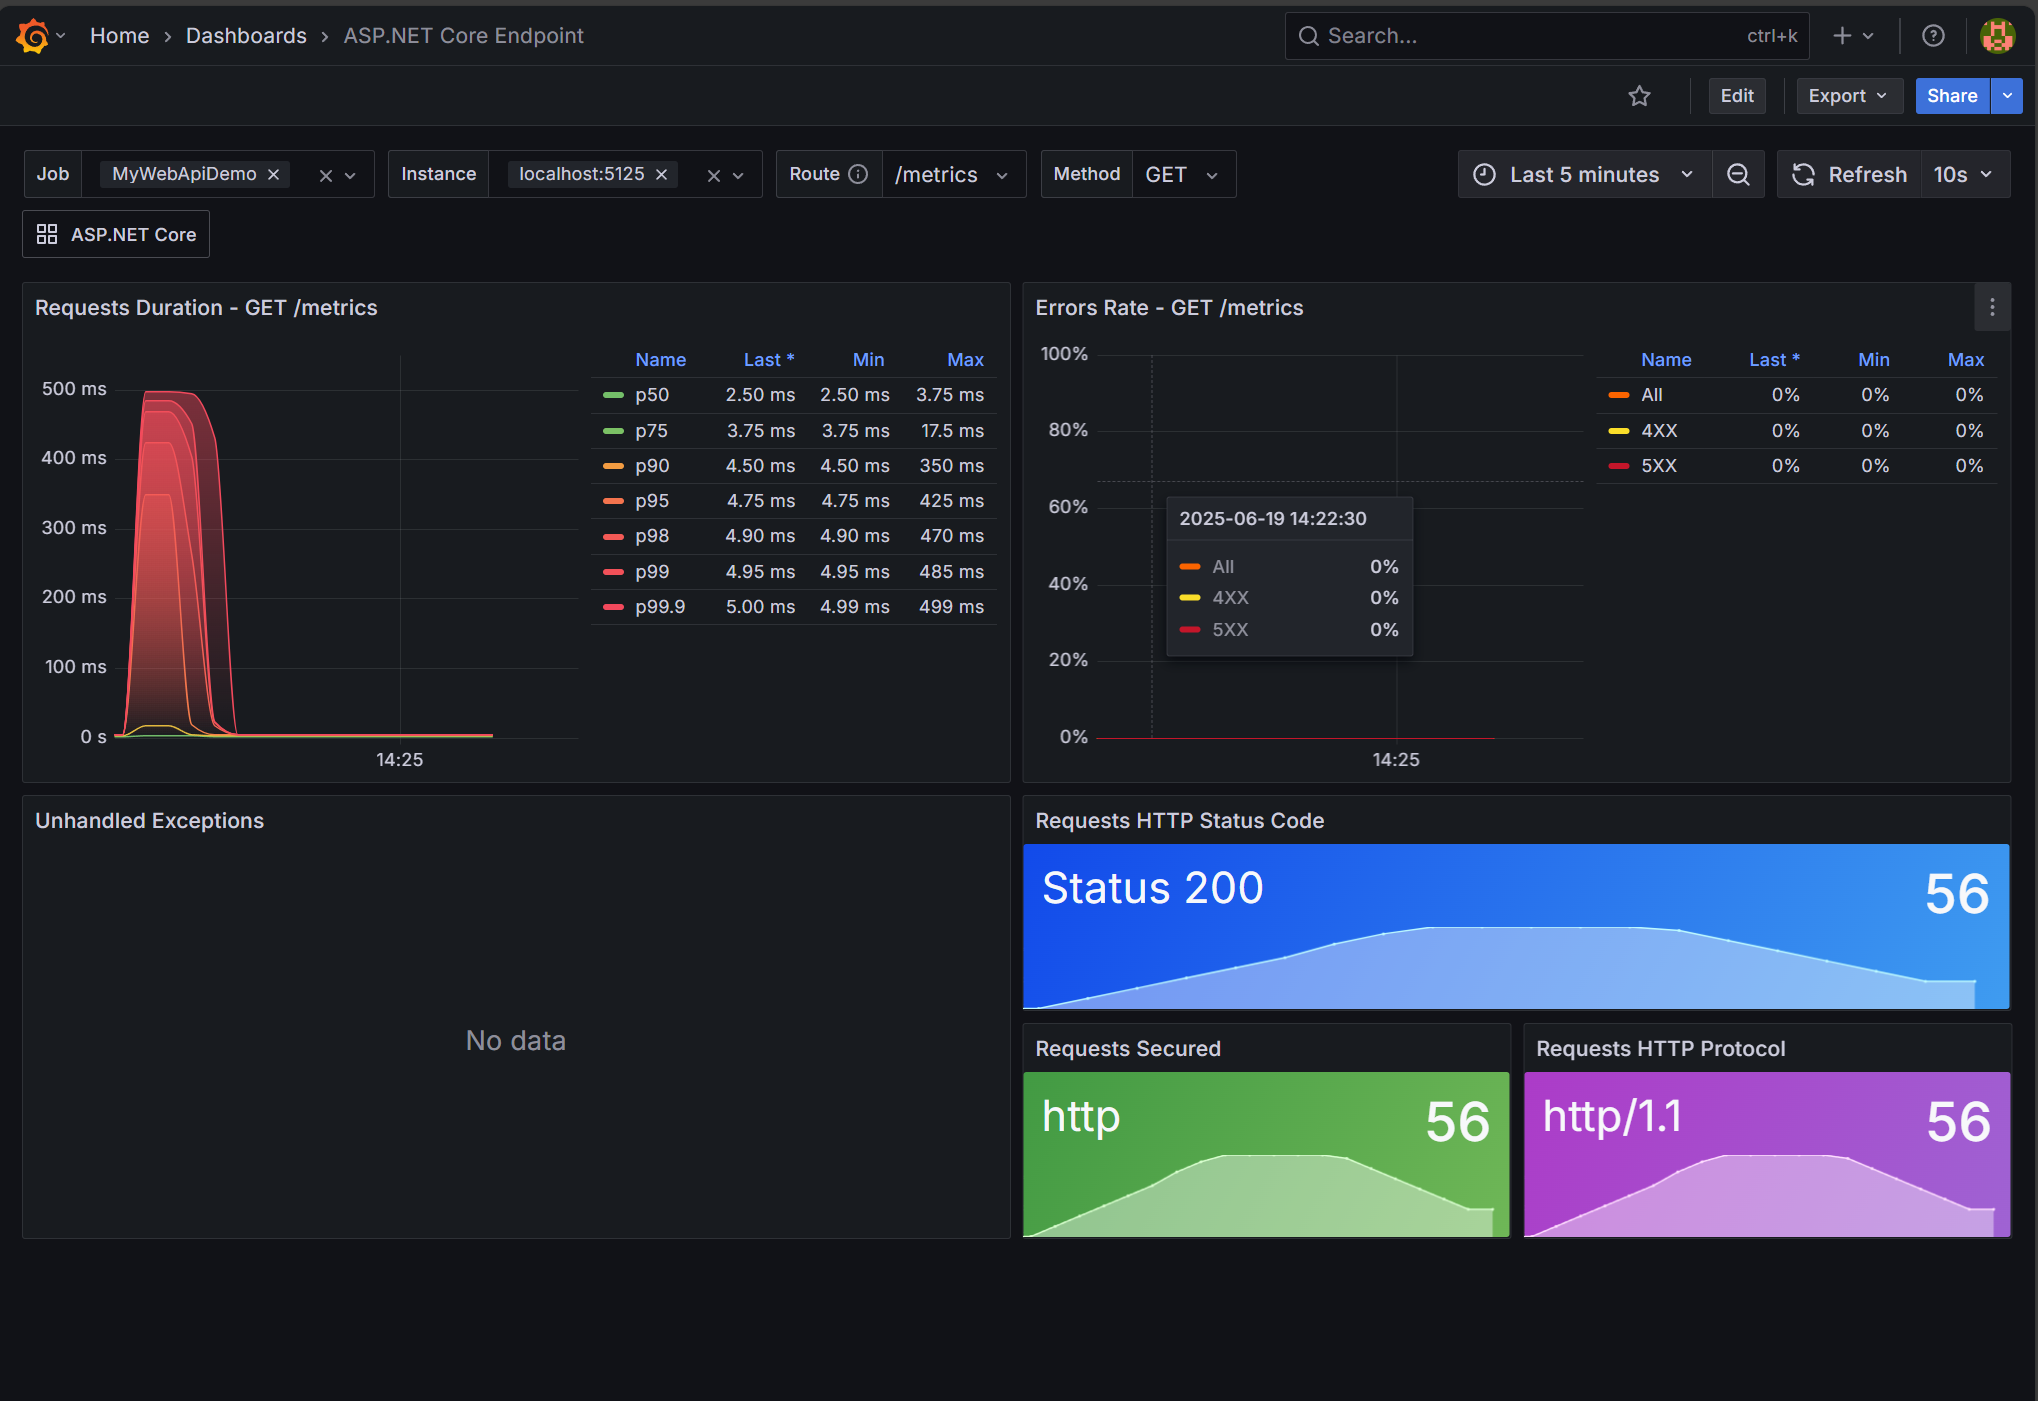 Home › Dashboards › ASP.NET Core Endpoint
Search... ctrl+k
Edit Export Share
Job MyWebApiDemo Instance localhost:5125 Route /metrics Method GET Last 5 minutes Refresh 10s
ASP.NET Core
Requests Duration - GET /metrics
500 ms
400 ms
300 ms
200 ms
100 ms
0 s
14:25
Name Last * Min Max
p50 2.50 ms 2.50 ms 3.75 ms
p75 3.75 ms 3.75 ms 17.5 ms
p90 4.50 ms 4.50 ms 350 ms
p95 4.75 ms 4.75 ms 425 ms
p98 4.90 ms 4.90 ms 470 ms
p99 4.95 ms 4.95 ms 485 ms
p99.9 5.00 ms 4.99 ms 499 ms
Errors Rate - GET /metrics
100%
80%
60%
40%
20%
0%
14:25
2025-06-19 14:22:30
All 0%
4XX 0%
5XX 0%
Name Last * Min Max
All 0% 0% 0%
4XX 0% 0% 0%
5XX 0% 0% 0%
Unhandled Exceptions
No data
Requests HTTP Status Code
Status 200 56
Requests Secured
http 56
Requests HTTP Protocol
http/1.1 56